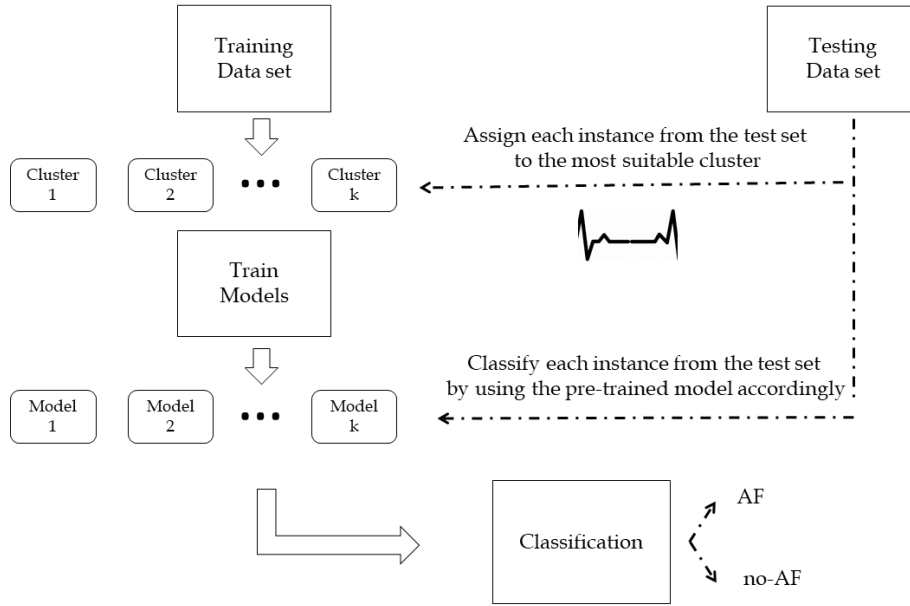 Training
Data set
Testing
Data set
Assign each instance from the test set
to the most suitable cluster
Cluster
1
Cluster
2
Cluster
k
Train
Models
Classify each instance from the test set
by using the pre-trained model accordingly
Model
1
Model
2
Model
k
Classification
AF
no-AF